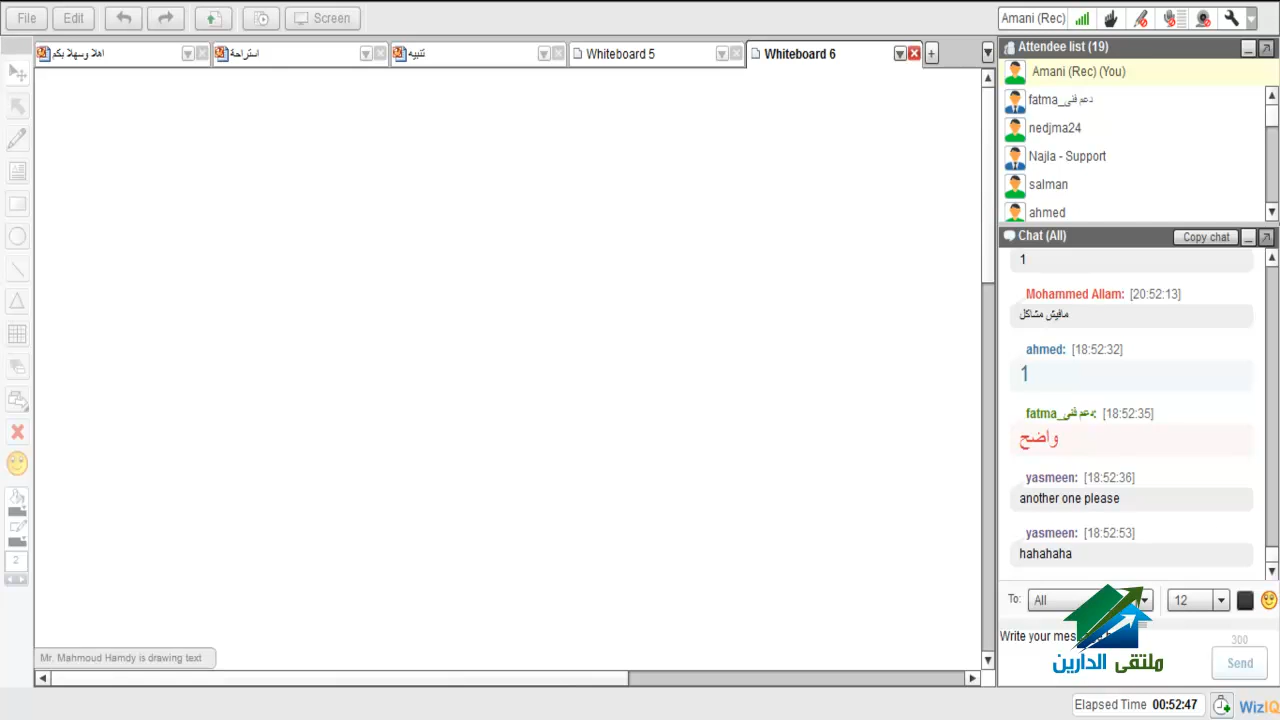 File
Edit
Screen
Amani (Rec)
اهلا وسهلا بكم
استراحة
تنبيه
Whiteboard 5
Whiteboard 6
Attendee list (19)
Amani (Rec) (You)
fatma_دعم فنى
nedjma24
Najla - Support
salman
ahmed
Chat (All)
Copy chat
1
Mohammed Allam: [20:52:13]
مافيش مشاكل
ahmed: [18:52:32]
1
fatma_دعم فنى: [18:52:35]
واضح
yasmeen: [18:52:36]
another one please
yasmeen: [18:52:53]
hahahaha
To:
All
12
Write your mes
300
Send
ملتقى الدارين
2
Mr. Mahmoud Hamdy is drawing text
Elapsed Time 00:52:47
WizIQ